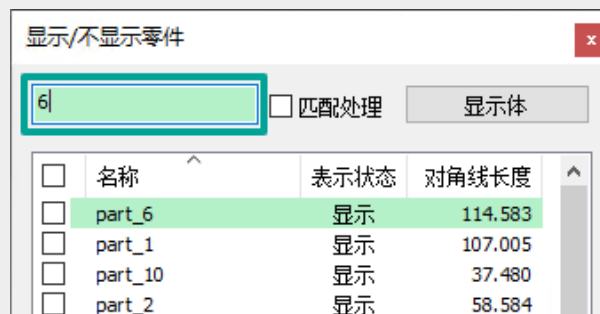 显示/不显示零件
x
6
匹配处理
显示体
名称 表示状态 对角线长度
part_6 显示 114.583
part_1 显示 107.005
part_10 显示 37.480
part_2 显示 58.584